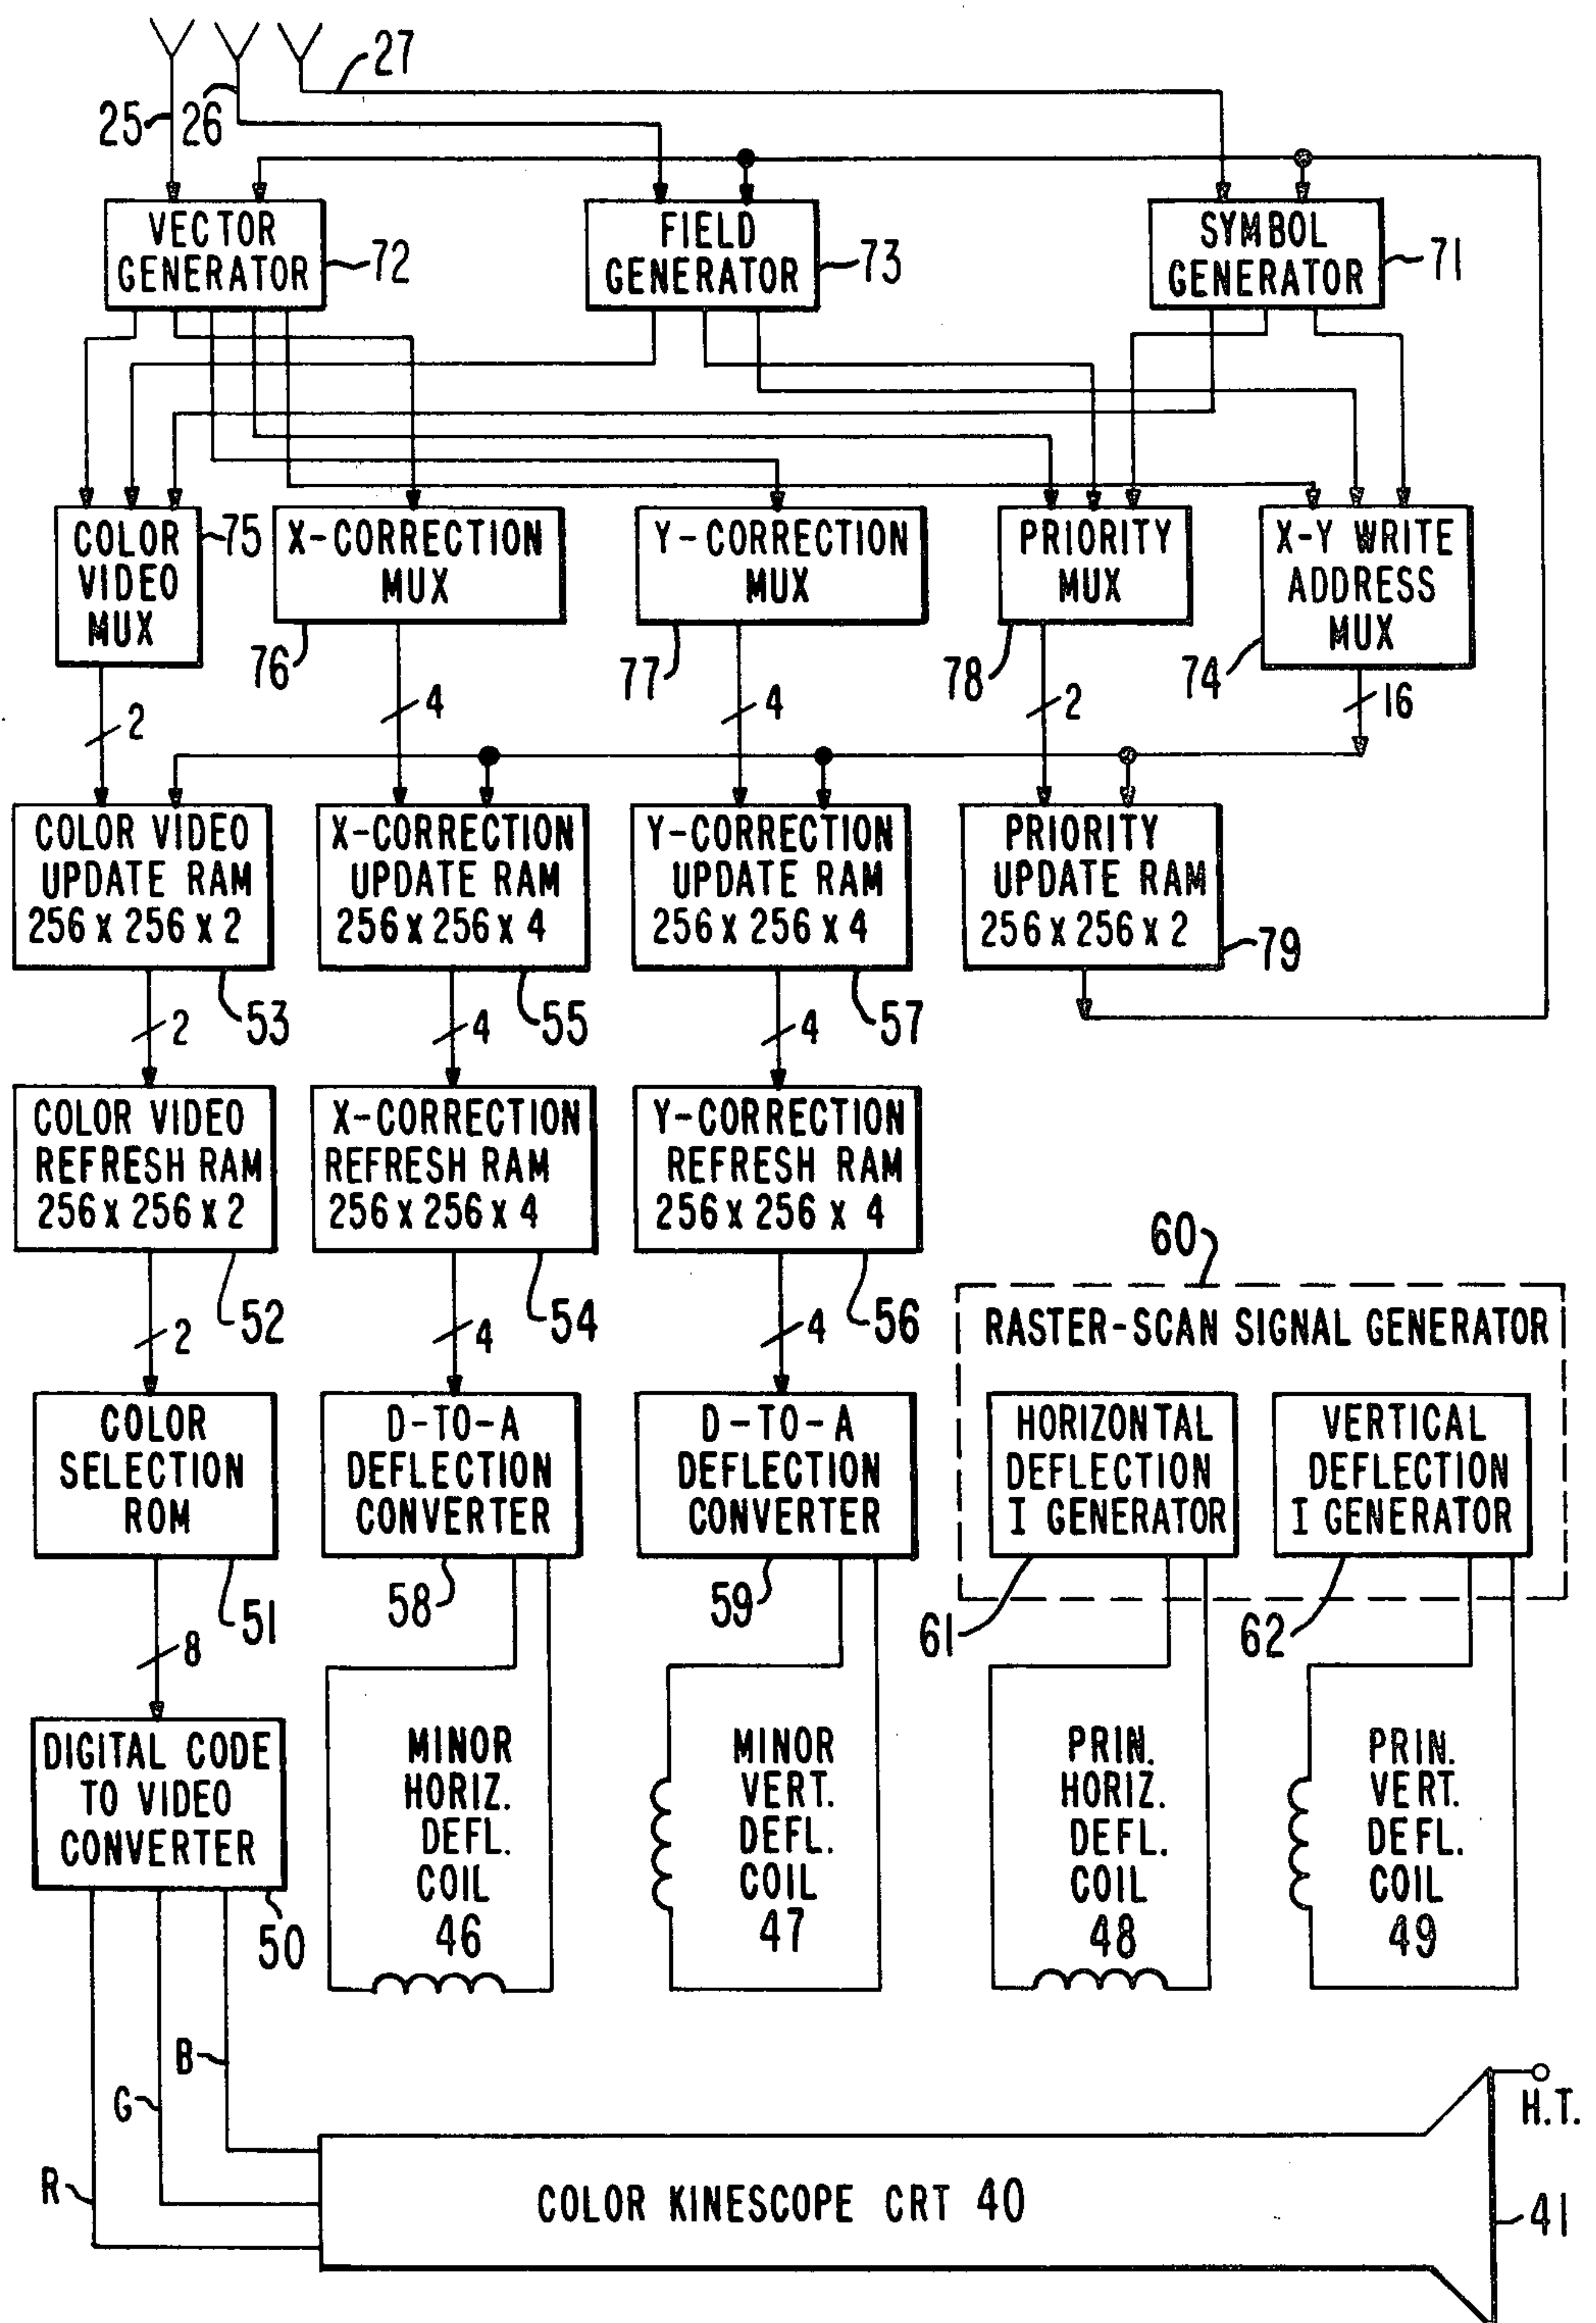 27
25
26
VECTOR
GENERATOR
72
FIELD
GENERATOR
73
SYMBOL
GENERATOR
71
COLOR
VIDEO
MUX
75
X-CORRECTION
MUX
76
Y-CORRECTION
MUX
77
PRIORITY
MUX
78
X-Y WRITE
ADDRESS
MUX
74
2
4
4
2
16
COLOR VIDEO
UPDATE RAM
256 x 256 x 2
53
X-CORRECTION
UPDATE RAM
256 x 256 x 4
55
Y-CORRECTION
UPDATE RAM
256 x 256 x 4
57
PRIORITY
UPDATE RAM
256 x 256 x 2
79
2
4
4
COLOR VIDEO
REFRESH RAM
256 x 256 x 2
52
X-CORRECTION
REFRESH RAM
256 x 256 x 4
54
Y-CORRECTION
REFRESH RAM
256 x 256 x 4
56
60
RASTER-SCAN SIGNAL GENERATOR
2
4
4
COLOR
SELECTION
ROM
51
D-TO-A
DEFLECTION
CONVERTER
58
D-TO-A
DEFLECTION
CONVERTER
59
HORIZONTAL
DEFLECTION
I GENERATOR
61
VERTICAL
DEFLECTION
I GENERATOR
62
8
DIGITAL CODE
TO VIDEO
CONVERTER
50
MINOR
HORIZ.
DEFL.
COIL
46
MINOR
VERT.
DEFL.
COIL
47
PRIN.
HORIZ.
DEFL.
COIL
48
PRIN.
VERT.
DEFL.
COIL
49
B
G
R
H.T.
COLOR KINESCOPE CRT 40
41